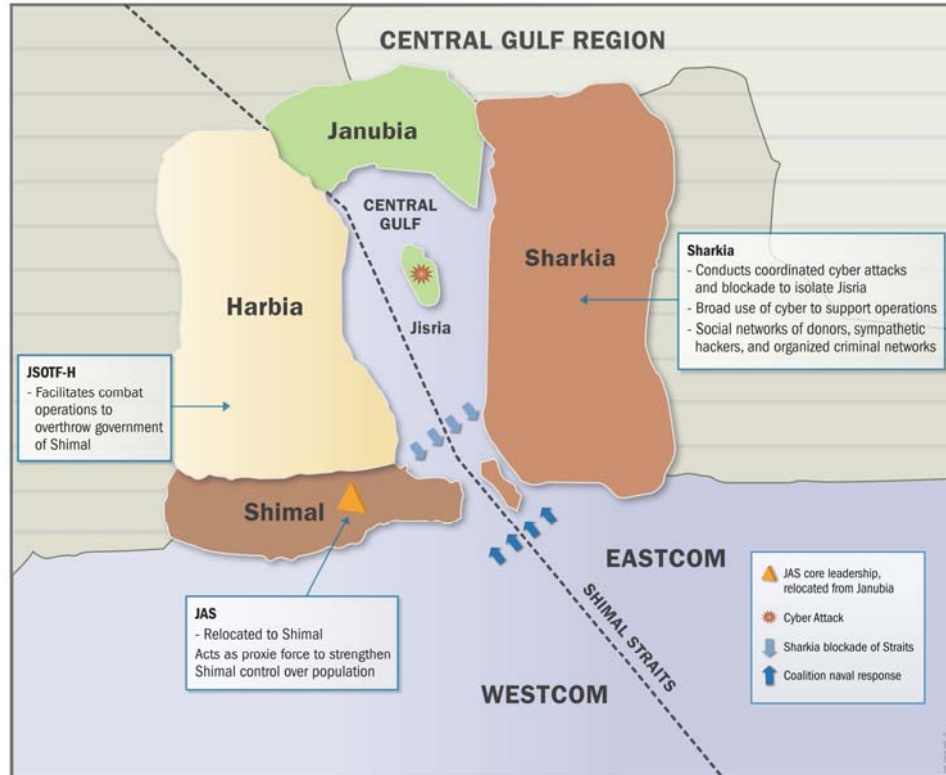 CENTRAL GULF REGION
Janubia
CENTRAL
GULF
Sharkia
Jisria
Harbia
Sharkia
- Conducts coordinated cyber attacks
and blockade to isolate Jisria
- Broad use of cyber to support operations
- Social networks of donors, sympathetic
hackers, and organized criminal networks
JSOTF-H
- Facilitates combat
operations to
overthrow government
of Shimal
Shimal
EASTCOM
SHIMAL STRAITS
WESTCOM
JAS
- Relocated to Shimal
Acts as proxie force to strengthen
Shimal control over population
JAS core leadership,
relocated from Janubia
Cyber Attack
Sharkia blockade of Straits
Coalition naval response